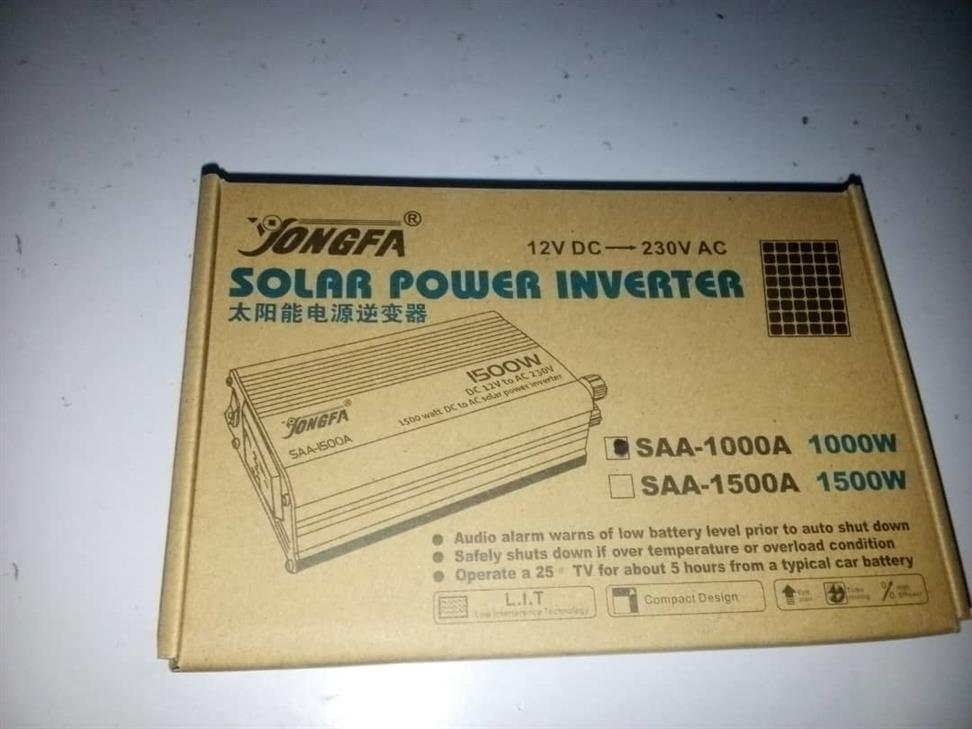 YONGFA®
12V DC → 230V AC
SOLAR POWER INVERTER
太阳能电源逆变器
1500W
DC 12V to AC 230V
1500 watt DC to AC solar power inverter
YONGFA®
SAA-1500A
SAA-1000A 1000W
SAA-1500A 1500W
● Audio alarm warns of low battery level prior to auto shut down
● Safely shuts down if over temperature or overload condition
● Operate a 25" TV for about 5 hours from a typical car battery
L.I.T
Low Interference Technology
Compact Design